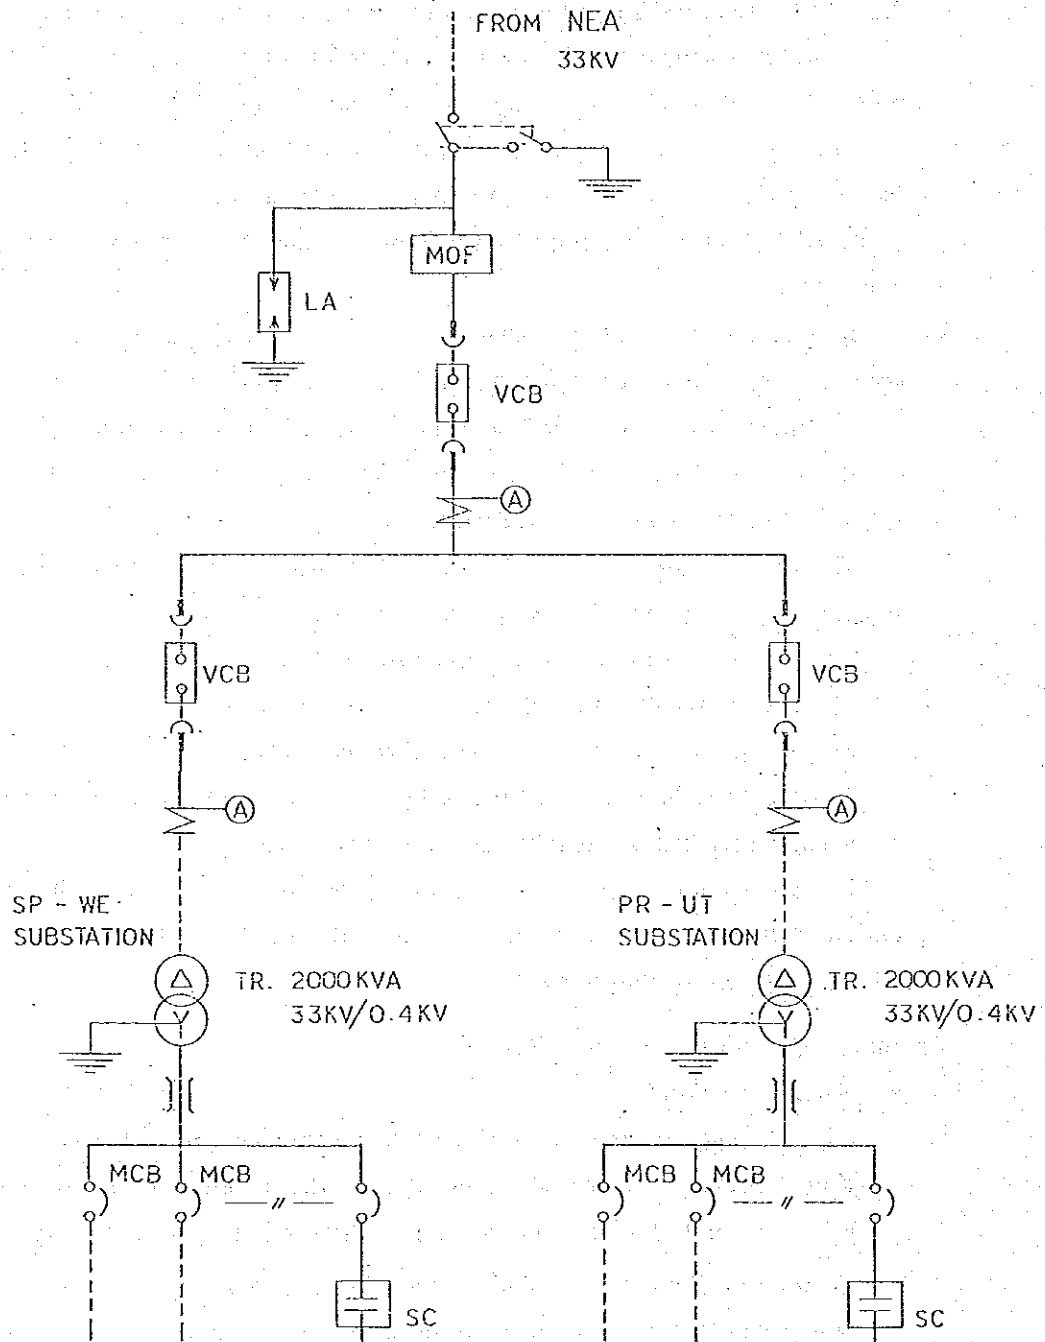 FROM NEA
33KV
MOF
LA
VCB
A
VCB
VCB
A
A
SP - WE
SUBSTATION
PR - UT
SUBSTATION
TR. 2000KVA
33KV/0.4KV
TR. 2000KVA
33KV/0.4KV
MCB MCB
MCB MCB
SC
SC